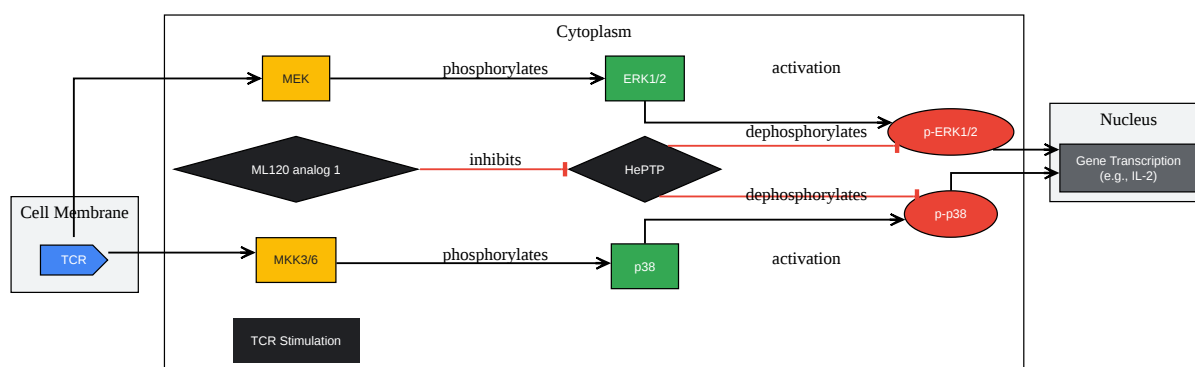 Cytoplasm
MEK
phosphorylates
ERK1/2
activation
dephosphorylates
p-ERK1/2
Nucleus
ML120 analog 1
inhibits
HePTP
Gene Transcription
(e.g., IL-2)
dephosphorylates
p-p38
Cell Membrane
TCR
MKK3/6
phosphorylates
p38
activation
TCR Stimulation